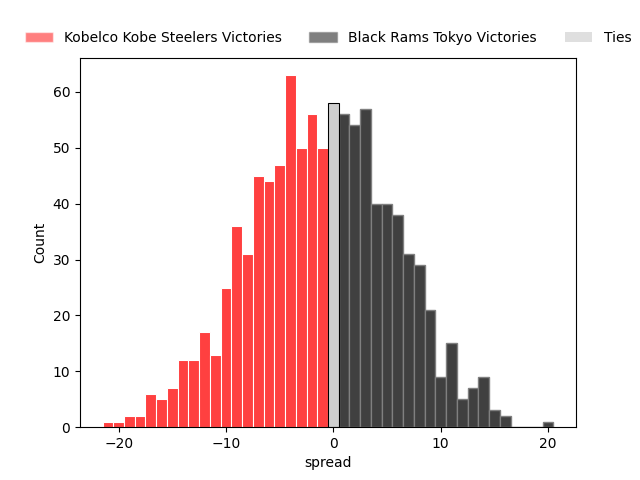 Kobelco Kobe Steelers Victories Black Rams Tokyo Victories Ties
60
50
40
30
20
10
0
Count
−20 −10 0 10 20
spread